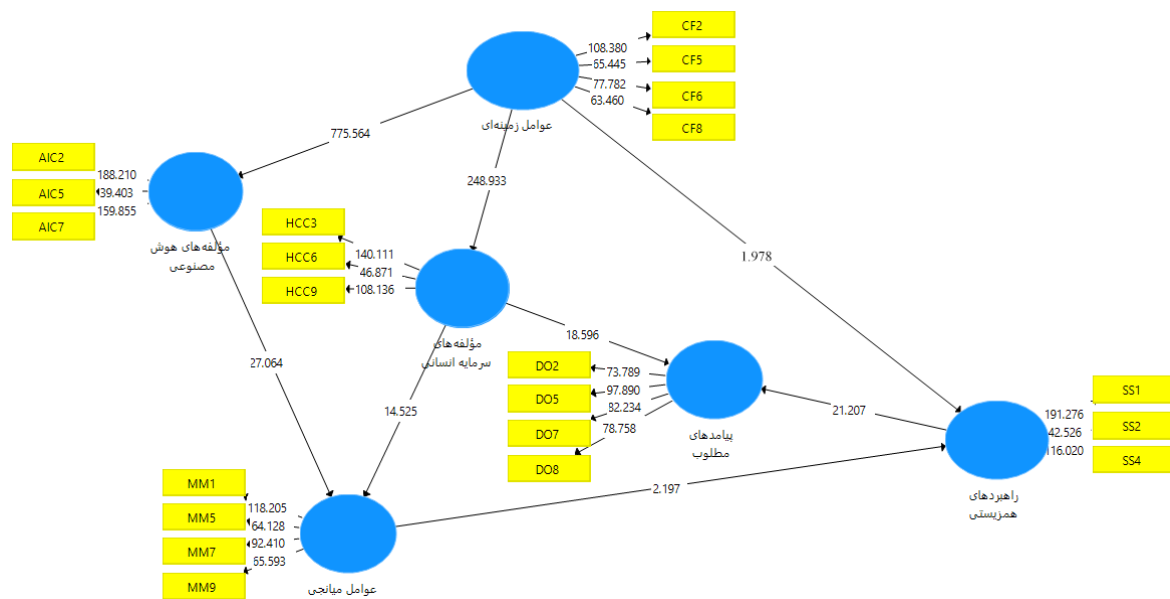 CF2
CF5
CF6
CF8
108.380
65.445
77.782
63.460
عوامل زمینه‌ای
775.564
248.933
1.978
AIC2
AIC5
AIC7
188.210
39.403
159.855
مؤلفه‌های هوش
مصنوعی
HCC3
HCC6
HCC9
140.111
46.871
108.136
مؤلفه‌های
سرمایه انسانی
18.596
27.064
14.525
DO2
DO5
DO7
DO8
73.789
97.890
82.234
78.758
پیامدهای
مطلوب
21.207
SS1
SS2
SS4
191.276
42.526
116.020
راهبردهای
همزیستی
2.197
MM1
MM5
MM7
MM9
118.205
64.128
92.410
65.593
عوامل میانجی